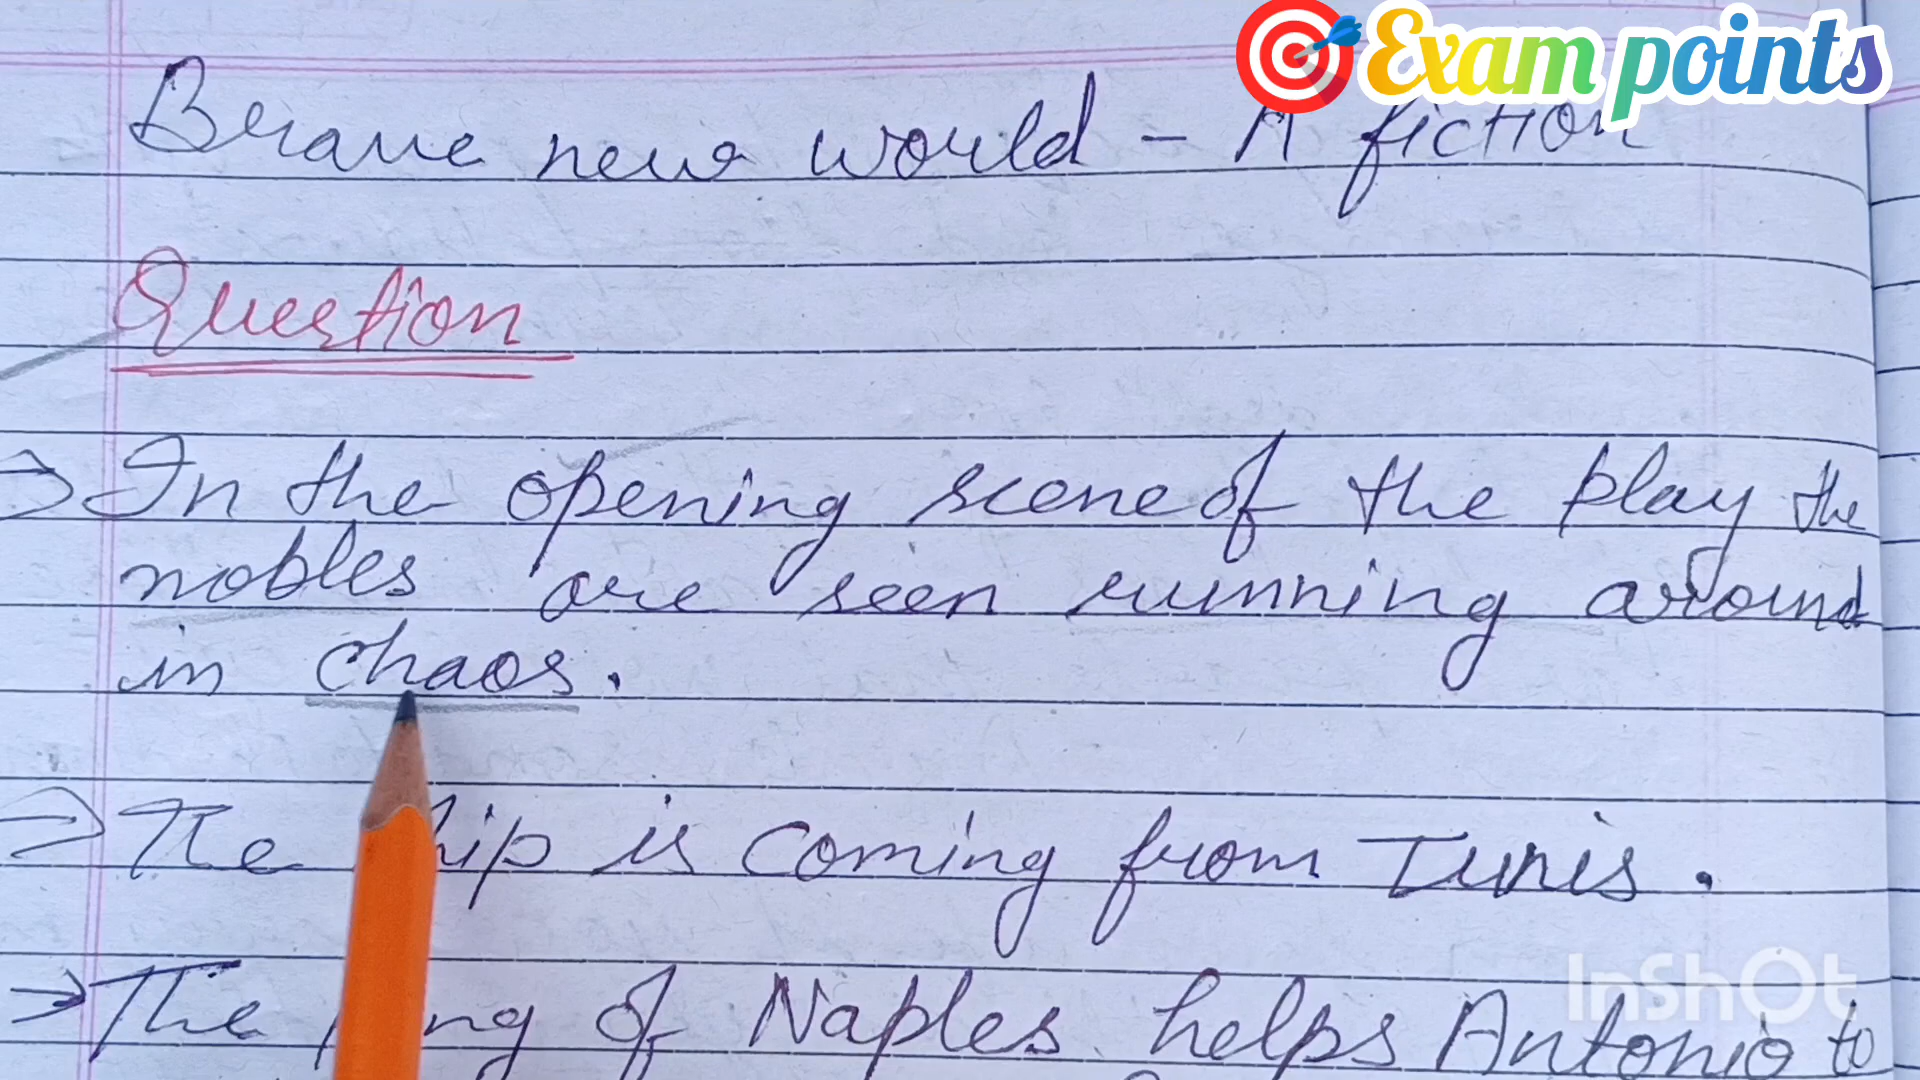 Exam points
Brave new world - A fiction
Question
→ In the opening scene of the play the
nobles are seen running around
in chaos.
→ The hip is coming from Tunis.
→ The ng of Naples helps Antonio to
InShOt